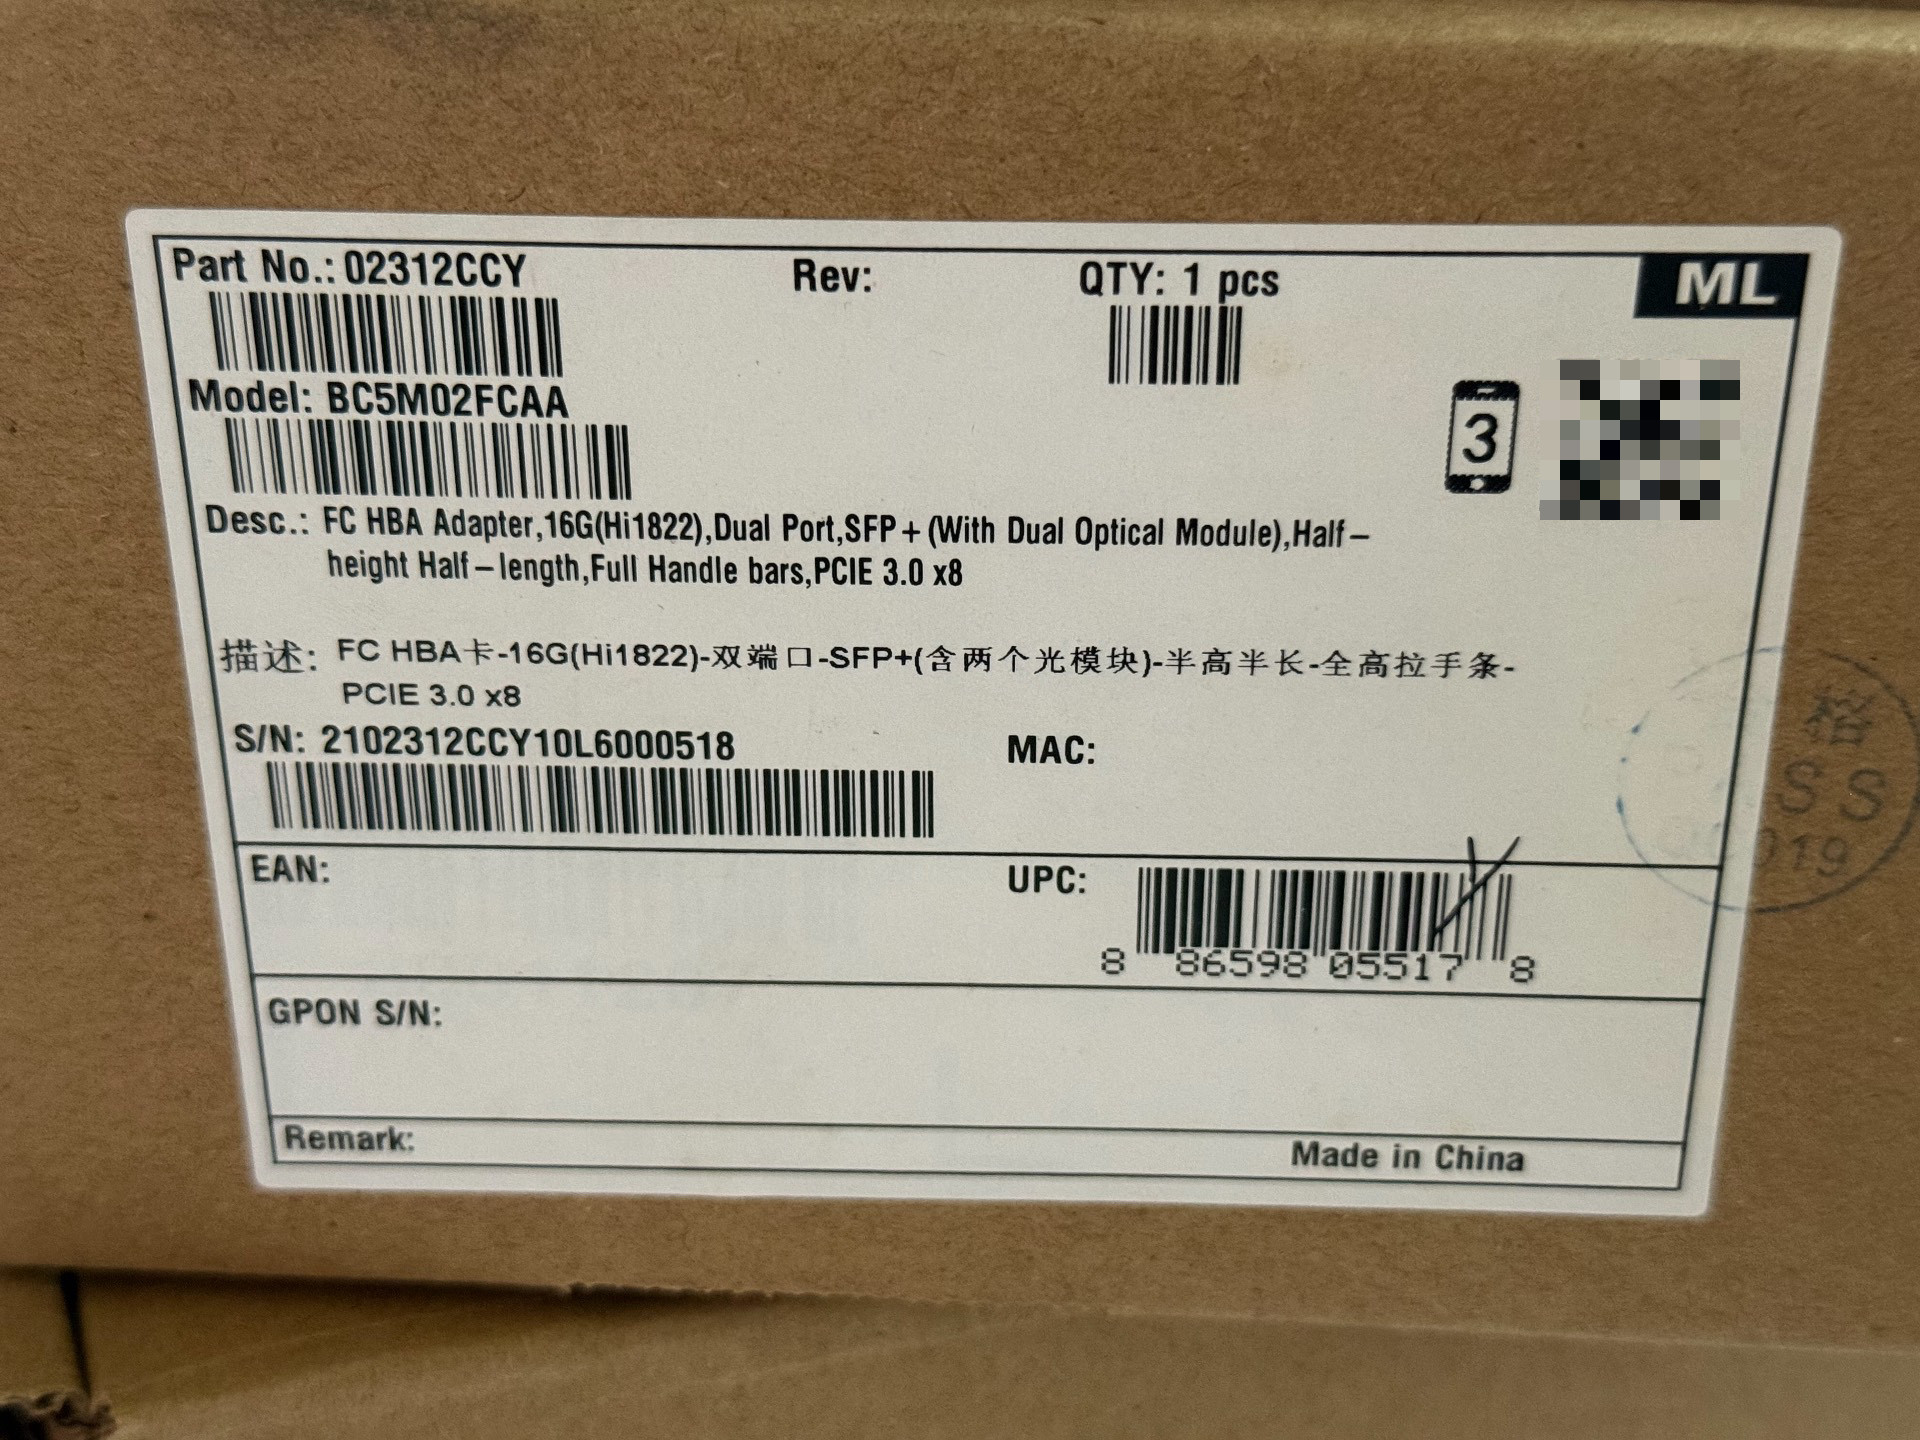 Part No.: 02312CCY
Rev:
QTY: 1 pcs
ML
Model: BC5M02FCAA
3
Desc.: FC HBA Adapter,16G(Hi1822),Dual Port,SFP+(With Dual Optical Module),Half-
height Half-length,Full Handle bars,PCIE 3.0 x8
描述: FC HBA卡-16G(Hi1822)-双端口-SFP+(含两个光模块)-半高半长-全高拉手条-
PCIE 3.0 x8
S/N: 2102312CCY10L6000518
MAC:
格
SS
019
EAN:
UPC:
8 86598 05517 8
GPON S/N:
Remark:
Made in China